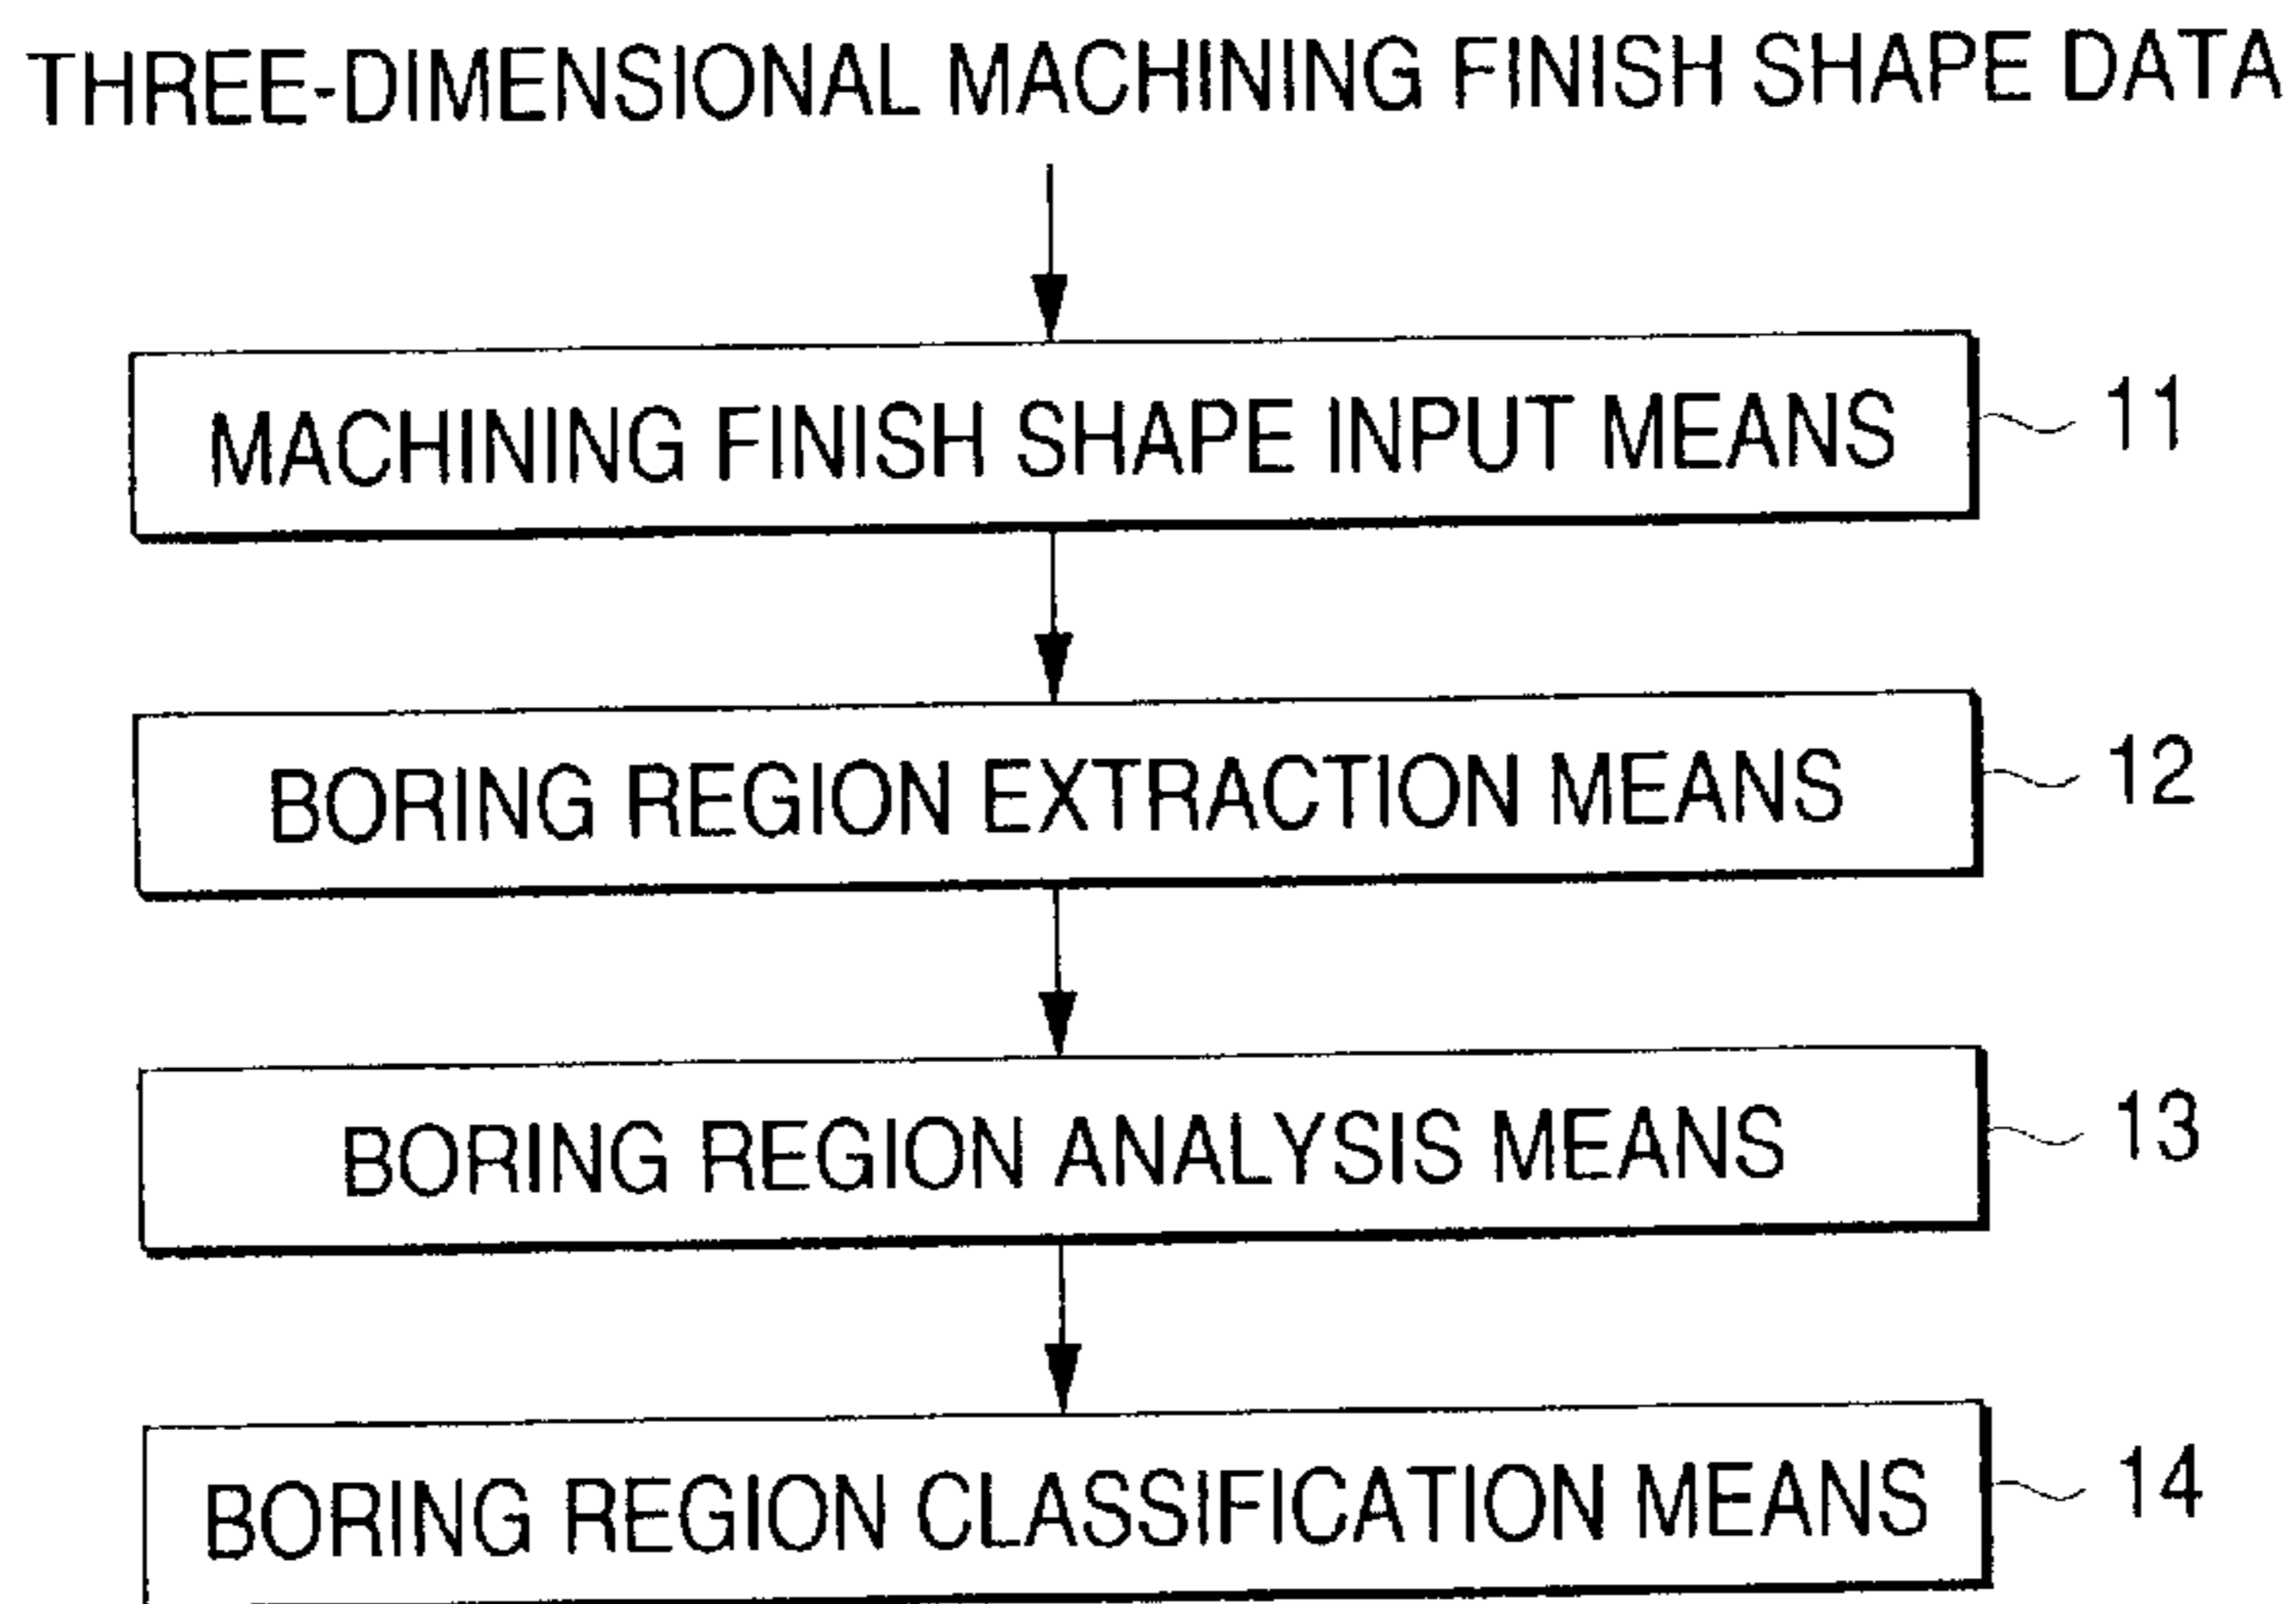 THREE-DIMENSIONAL MACHINING FINISH SHAPE DATA
MACHINING FINISH SHAPE INPUT MEANS 11
BORING REGION EXTRACTION MEANS 12
BORING REGION ANALYSIS MEANS 13
BORING REGION CLASSIFICATION MEANS 14